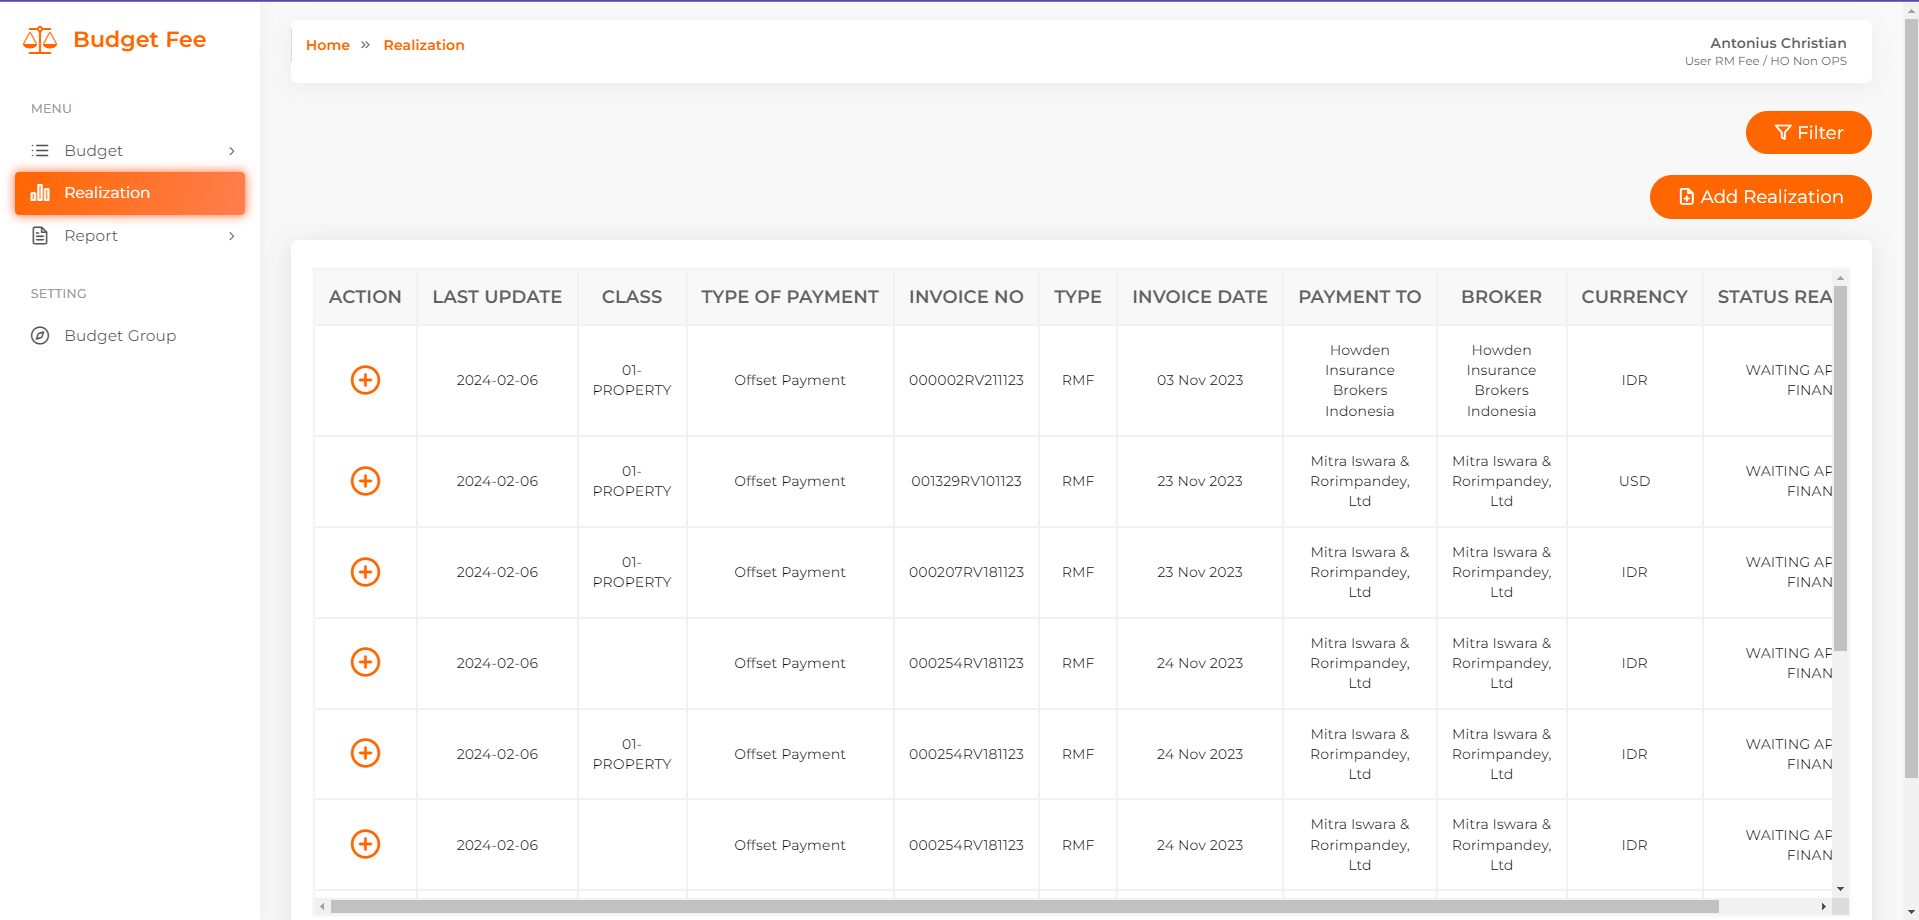 Budget Fee
Home » Realization
Antonius Christian
User RM Fee / HO Non OPS
MENU
Budget
Realization
Report
SETTING
Budget Group
Filter
Add Realization
ACTION LAST UPDATE CLASS TYPE OF PAYMENT INVOICE NO TYPE INVOICE DATE PAYMENT TO BROKER CURRENCY STATUS REA
2024-02-06 01-PROPERTY Offset Payment 000002RV211123 RMF 03 Nov 2023 Howden Insurance Brokers Indonesia Howden Insurance Brokers Indonesia IDR WAITING AP FINAN
2024-02-06 01-PROPERTY Offset Payment 001329RV101123 RMF 23 Nov 2023 Mitra Iswara & Rorimpandey, Ltd Mitra Iswara & Rorimpandey, Ltd USD WAITING AP FINAN
2024-02-06 01-PROPERTY Offset Payment 000207RV181123 RMF 23 Nov 2023 Mitra Iswara & Rorimpandey, Ltd Mitra Iswara & Rorimpandey, Ltd IDR WAITING AP FINAN
2024-02-06 Offset Payment 000254RV181123 RMF 24 Nov 2023 Mitra Iswara & Rorimpandey, Ltd Mitra Iswara & Rorimpandey, Ltd IDR WAITING AP FINAN
2024-02-06 01-PROPERTY Offset Payment 000254RV181123 RMF 24 Nov 2023 Mitra Iswara & Rorimpandey, Ltd Mitra Iswara & Rorimpandey, Ltd IDR WAITING AP FINAN
2024-02-06 Offset Payment 000254RV181123 RMF 24 Nov 2023 Mitra Iswara & Rorimpandey, Ltd Mitra Iswara & Rorimpandey, Ltd IDR WAITING AP FINAN